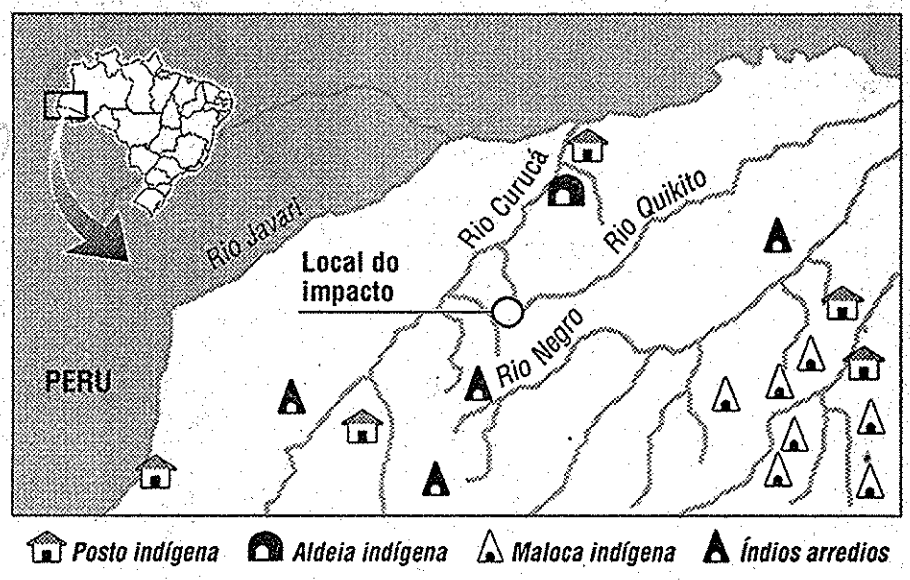 Rio Javari
Rio Curucá
Rio Quikito
Local do
impacto
Rio Negro
PERU
Posto indígena
Aldeia indígena
Maloca indígena
Índios arredios